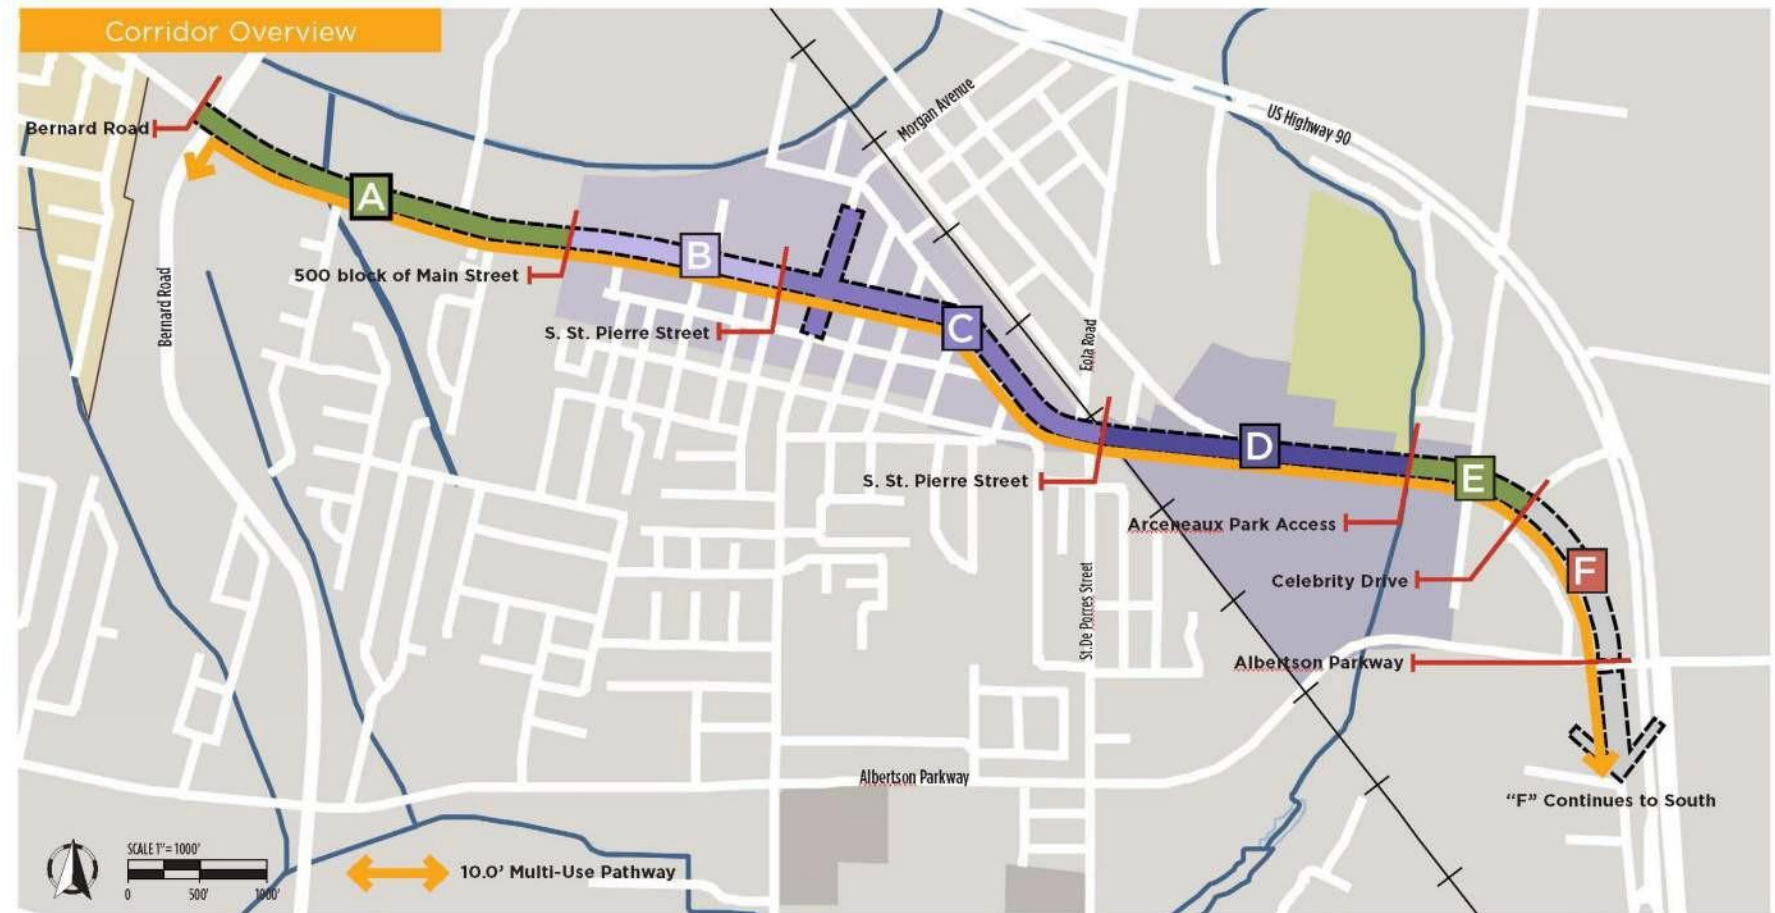 Corridor Overview
Morgan Avenue
US Highway 90
Bernard Road
A
Bernard Road
500 block of Main Street
B
S. St. Pierre Street
C
Eola Road
D
S. St. Pierre Street
E
Arceneaux Park Access
Celebrity Drive
F
St.De Porres Street
Albertson Parkway
Albertson Parkway
"F" Continues to South
SCALE 1"= 1000'
0 500' 1000'
10.0' Multi-Use Pathway